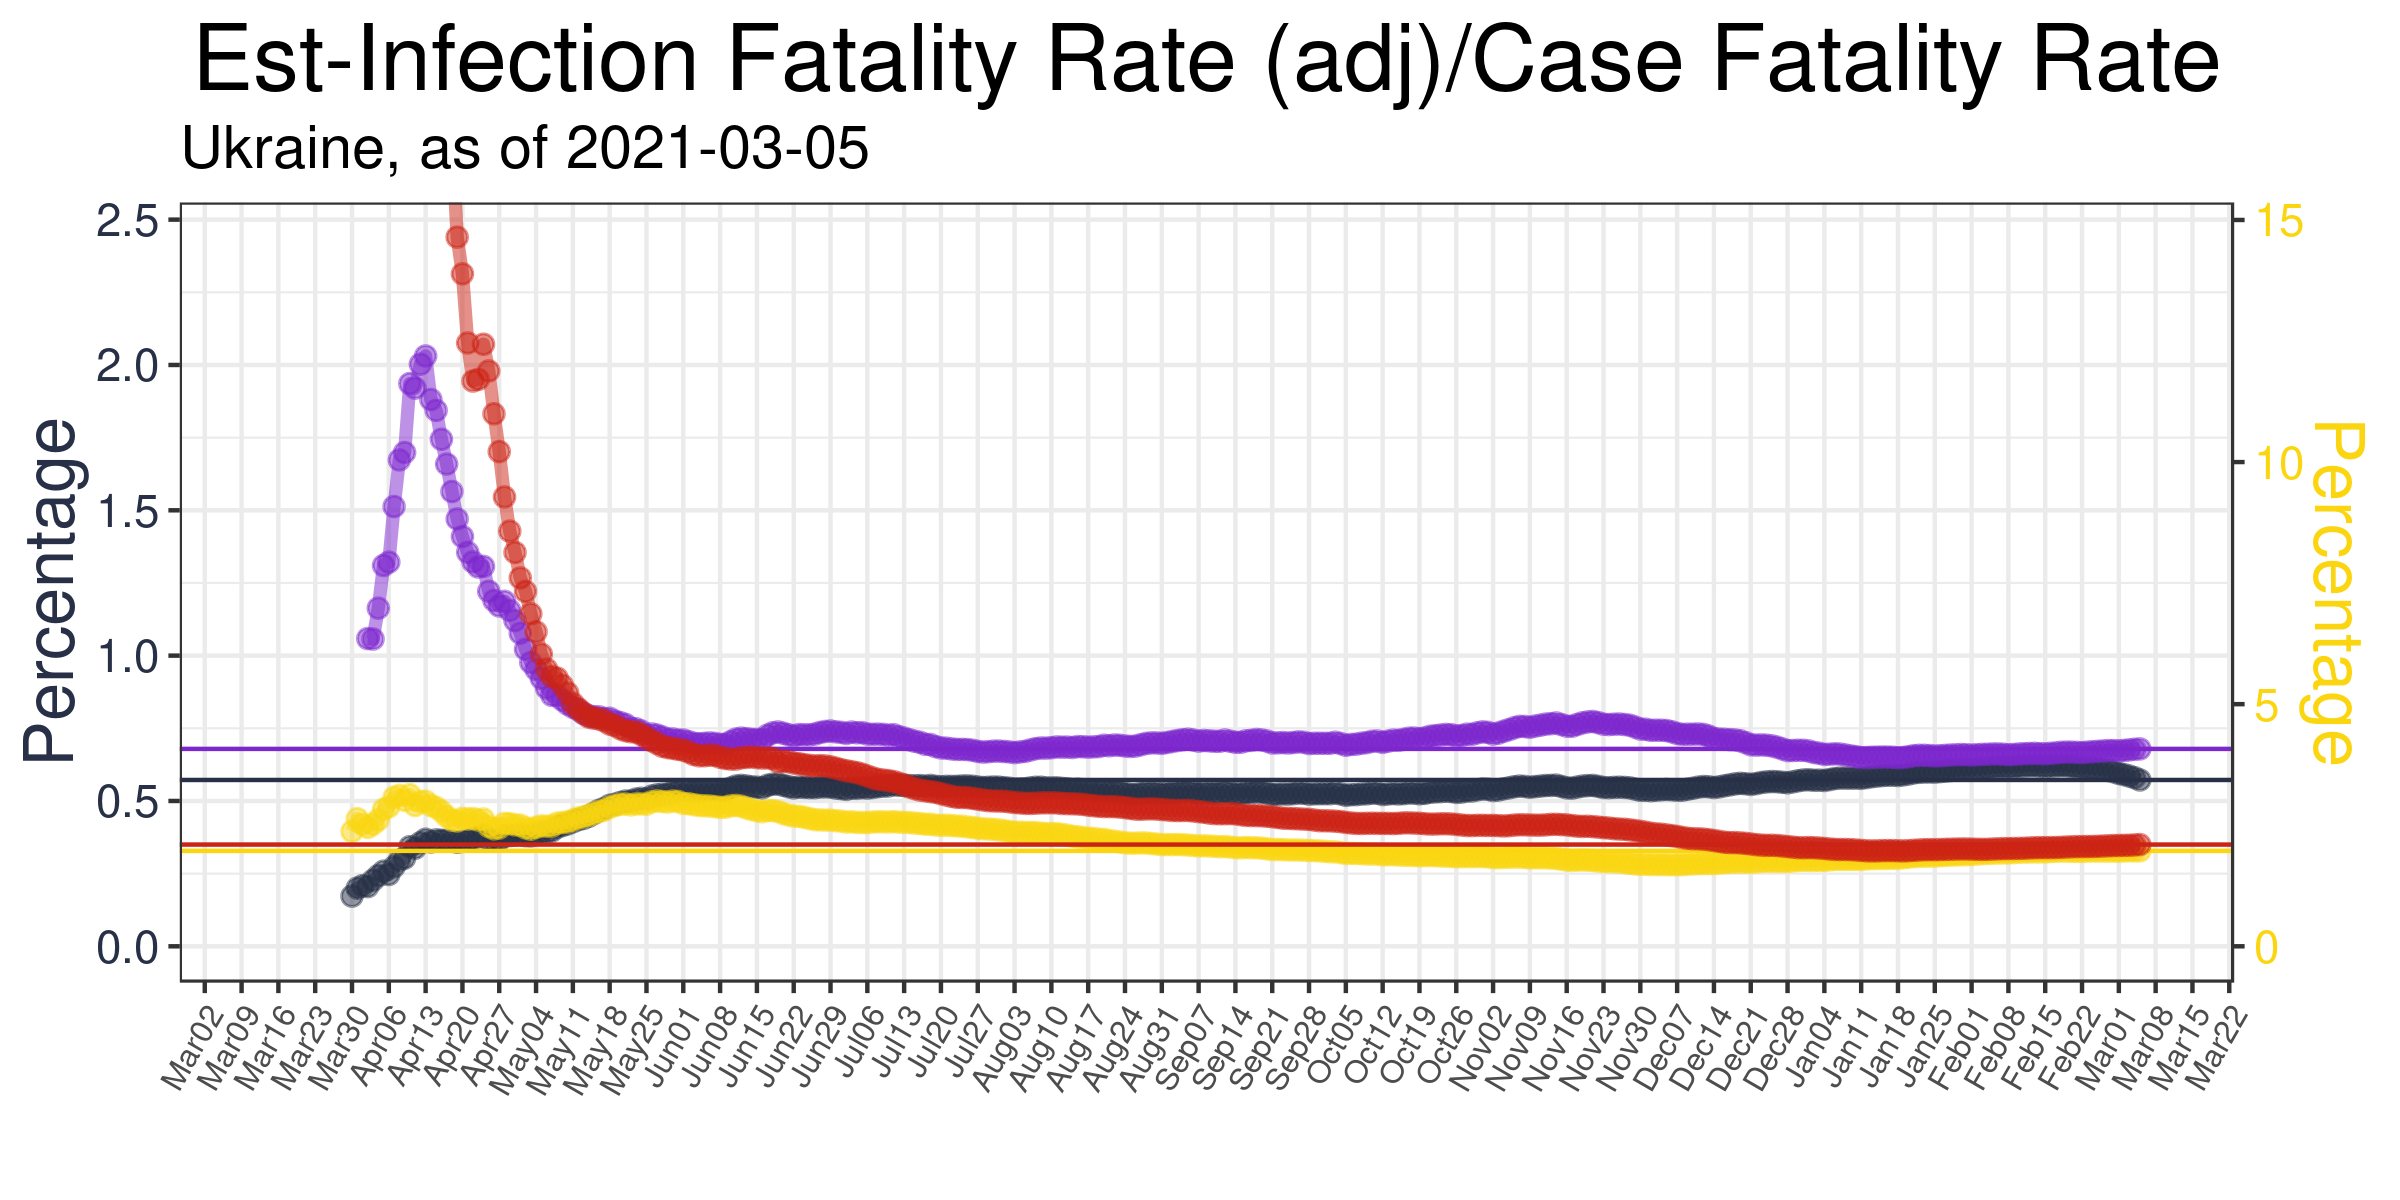 Est-Infection Fatality Rate (adj)/Case Fatality Rate
Ukraine, as of 2021-03-05
2.5
2.0
1.5
1.0
0.5
0.0
Percentage
15
10
5
0
Percentage
Mar02
Mar09
Mar16
Mar23
Mar30
Apr06
Apr13
Apr20
Apr27
May04
May11
May18
May25
Jun01
Jun08
Jun15
Jun22
Jun29
Jul06
Jul13
Jul20
Jul27
Aug03
Aug10
Aug17
Aug24
Aug31
Sep07
Sep14
Sep21
Sep28
Oct05
Oct12
Oct19
Oct26
Nov02
Nov09
Nov16
Nov23
Nov30
Dec07
Dec14
Dec21
Dec28
Dec04
Jan11
Jan18
Jan25
Feb01
Feb08
Feb15
Feb22
Mar01
Mar08
Mar15
Mar22